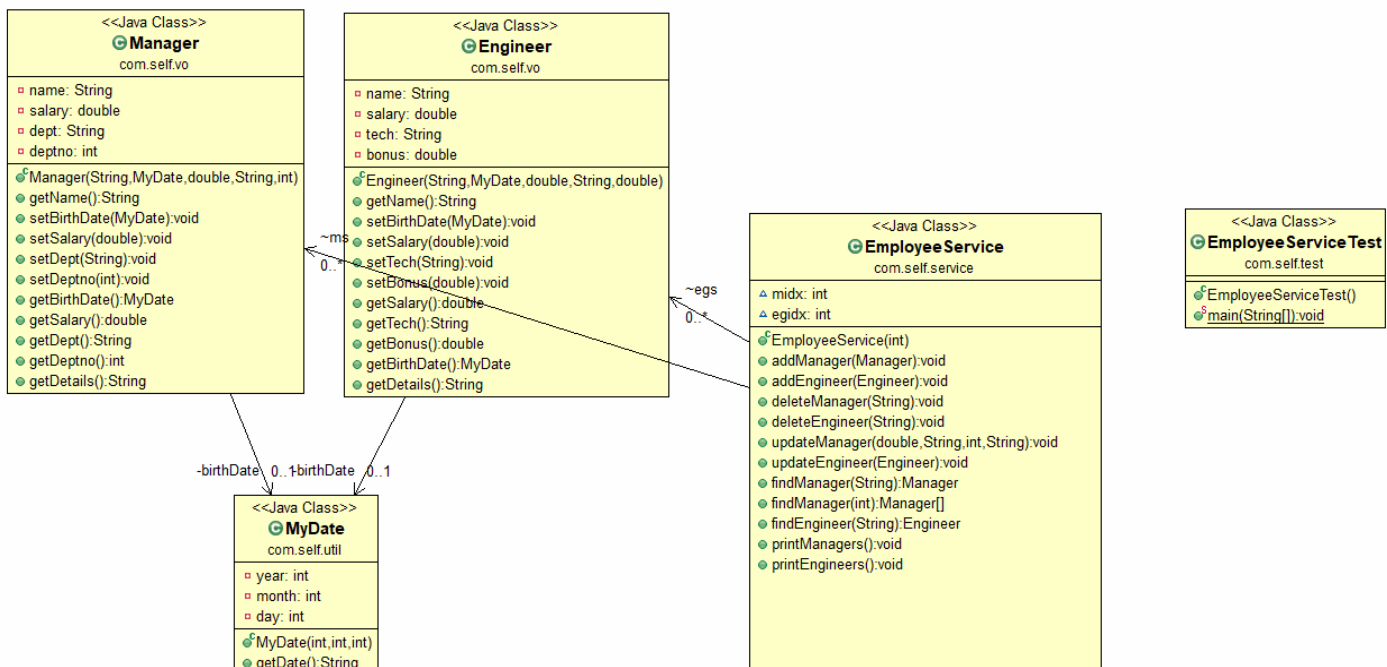 <<Java Class>>
Manager
com.self.vo
name: String
salary: double
dept: String
deptno: int
Manager(String,MyDate,double,String,int)
getName():String
setBirthDate(MyDate):void
setSalary(double):void
setDept(String):void
setDeptno(int):void
getBirthDate():MyDate
getSalary():double
getDept():String
getDeptno():int
getDetails():String
<<Java Class>>
Engineer
com.self.vo
name: String
salary: double
tech: String
bonus: double
Engineer(String,MyDate,double,String,double)
getName():String
setBirthDate(MyDate):void
setSalary(double):void
setTech(String):void
setBonus(double):void
getSalary():double
getTech():String
getBonus():double
getBirthDate():MyDate
getDetails():String
~ms
0..*
~egs
0..*
<<Java Class>>
EmployeeService
com.self.service
midx: int
egidx: int
EmployeeService(int)
addManager(Manager):void
addEngineer(Engineer):void
deleteManager(String):void
deleteEngineer(String):void
updateManager(double,String,int,String):void
updateEngineer(Engineer):void
findManager(String):Manager
findManager(int):Manager[]
findEngineer(String):Engineer
printManagers():void
printEngineers():void
<<Java Class>>
EmployeeServiceTest
com.self.test
EmployeeServiceTest()
main(String[]):void
-birthDate 0..1
-birthDate 0..1
<<Java Class>>
MyDate
com.self.util
year: int
month: int
day: int
MyDate(int,int,int)
getDate():String